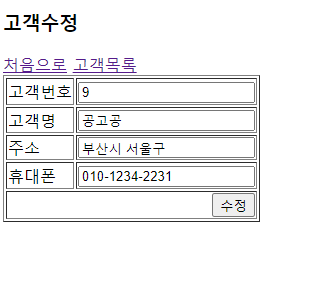 고객수정
처음으로 고객목록
고객번호 9
고객명 공고공
주소 부산시 서울구
휴대폰 010-1234-2231
수정